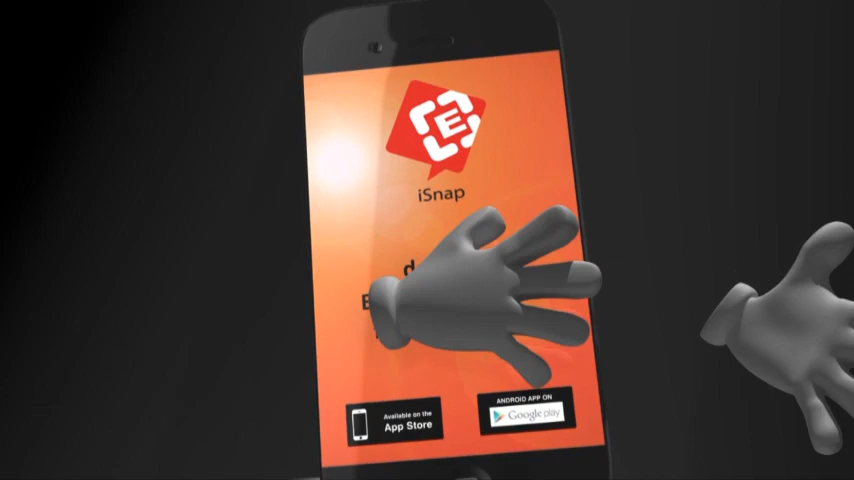 E
iSnap
Available on the
App Store
ANDROID APP ON
Google play